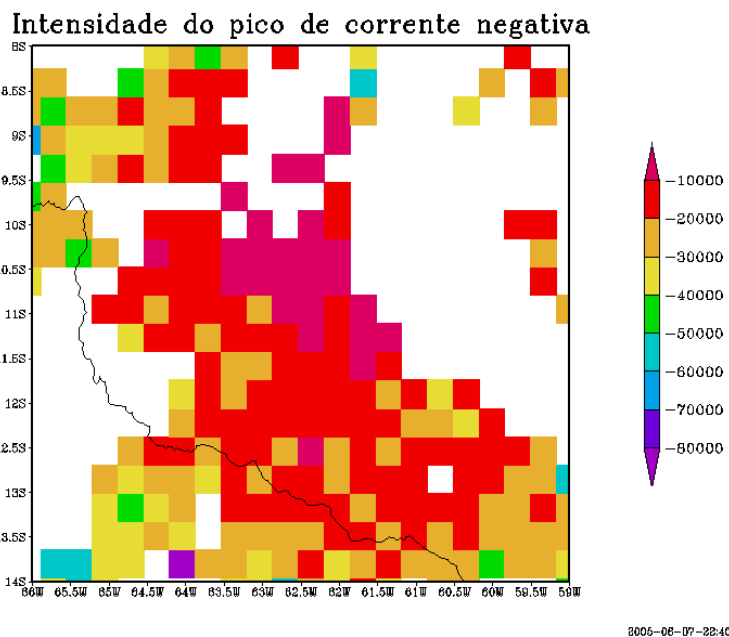 Intensidade do pico de corrente negativa
8S
8.5S
9S
9.5S
10S
0.5S
11S
1.5S
12S
2.5S
13S
3.5S
14S
66W 65.5W 65W 64.5W 64W 63.5W 63W 62.5W 62W 61.5W 61W 60.5W 60W 59.5W 59W
-10000
-20000
-30000
-40000
-50000
-60000
-70000
-80000
2005-06-07-22:40